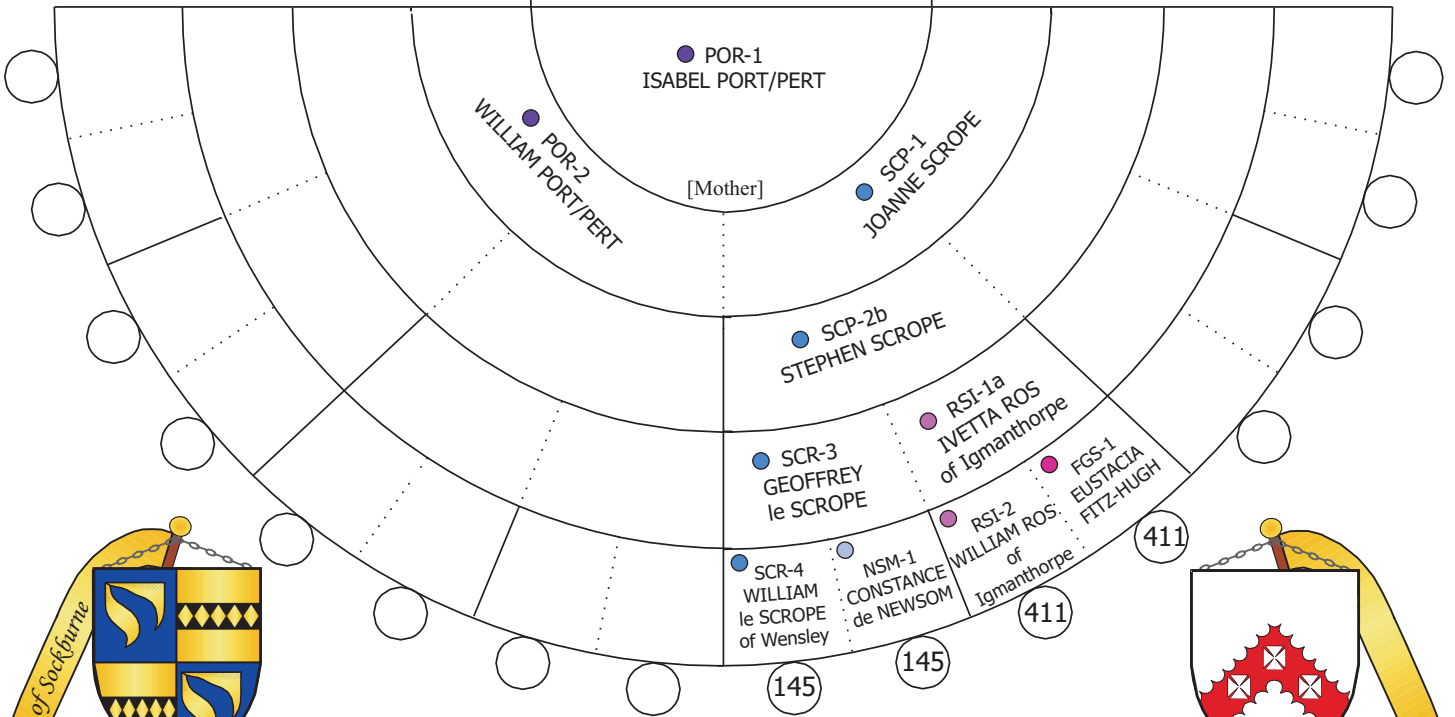 POR-1
ISABEL PORT/PERT
[Mother]
POR-2
WILLIAM PORT/PERT
SCP-1
JOANNE SCROPE
SCP-2b
STEPHEN SCROPE
SCR-3
GEOFFREY
le SCROPE
RSI-1a
IVETTA ROS
of Igmanthorpe
SCR-4
WILLIAM
le SCROPE
of Wensley
NSM-1
CONSTANCE
de NEWSOM
RSI-2
WILLIAM ROS
of
Igmanthorpe
FGS-1
EUSTACIA
FITZ-HUGH
145
145
411
411
of Sockburne